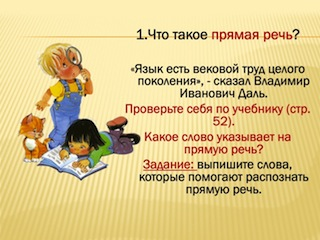 1.Что такое прямая речь?
«Язык есть вековой труд целого
поколения», - сказал Владимир
Иванович Даль.
Проверьте себя по учебнику (стр.
52).
Какое слово указывает на
прямую речь?
Задание: выпишите слова,
которые помогают распознать
прямую речь.